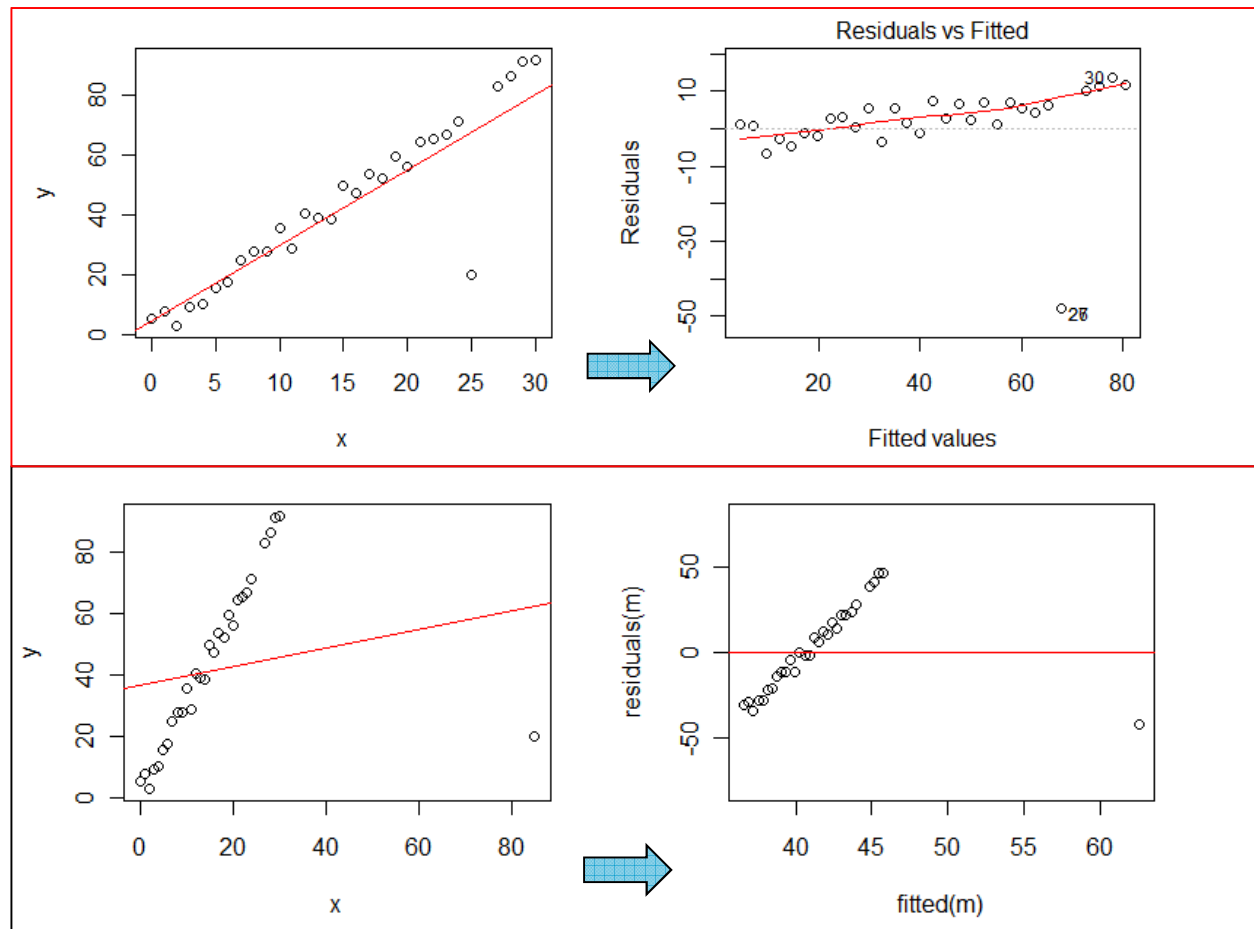 Residuals vs Fitted
y
0 20 40 60 80
0 5 10 15 20 25 30
x
Residuals
-50 -30 -10 10
30
20 40 60 80
Fitted values
y
0 20 40 60 80
0 20 40 60 80
x
residuals(m)
-50 0 50
40 45 50 55 60
fitted(m)